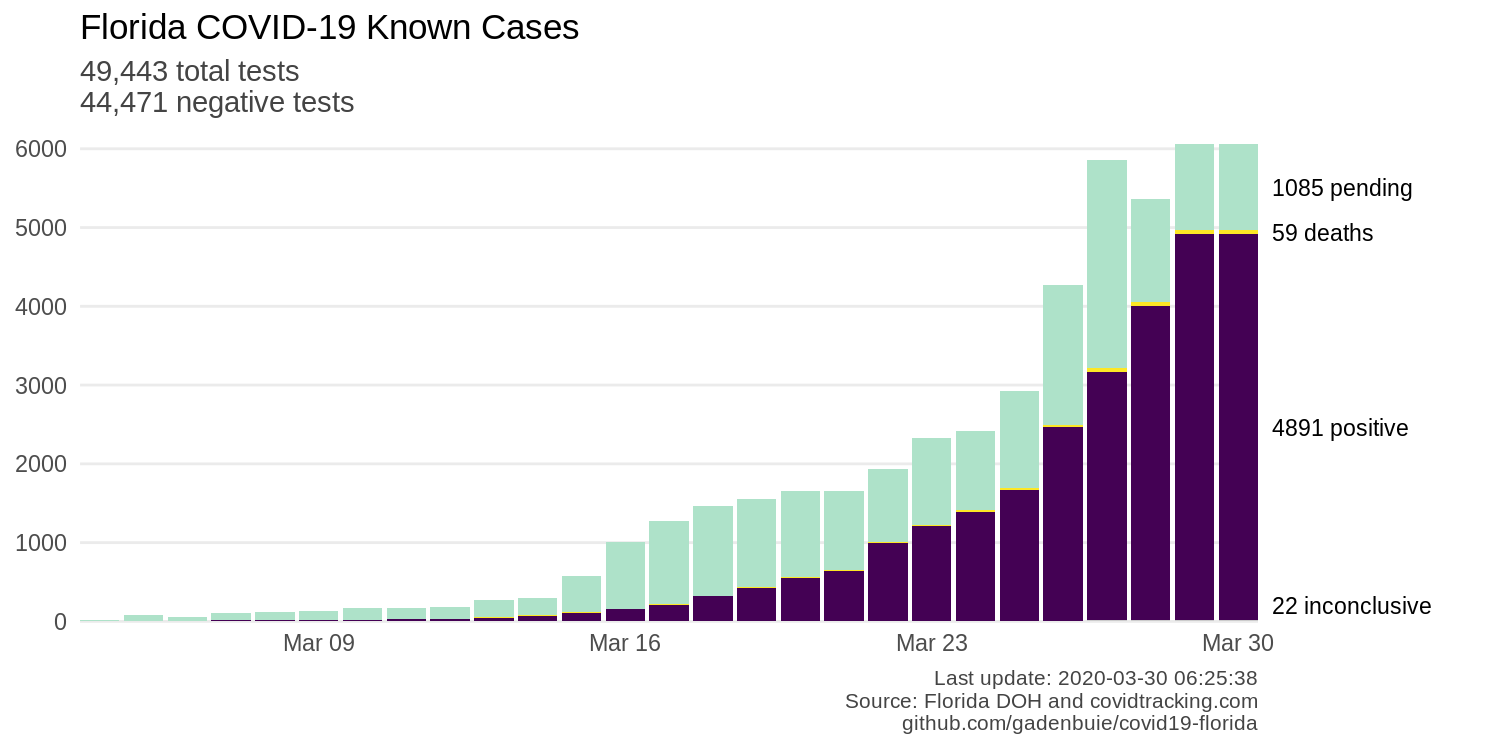 Florida COVID-19 Known Cases
49,443 total tests
44,471 negative tests
6000
5000
4000
3000
2000
1000
0
1085 pending
59 deaths
4891 positive
22 inconclusive
Mar 09
Mar 16
Mar 23
Mar 30
Last update: 2020-03-30 06:25:38
Source: Florida DOH and covidtracking.com
github.com/gadenbuie/covid19-florida